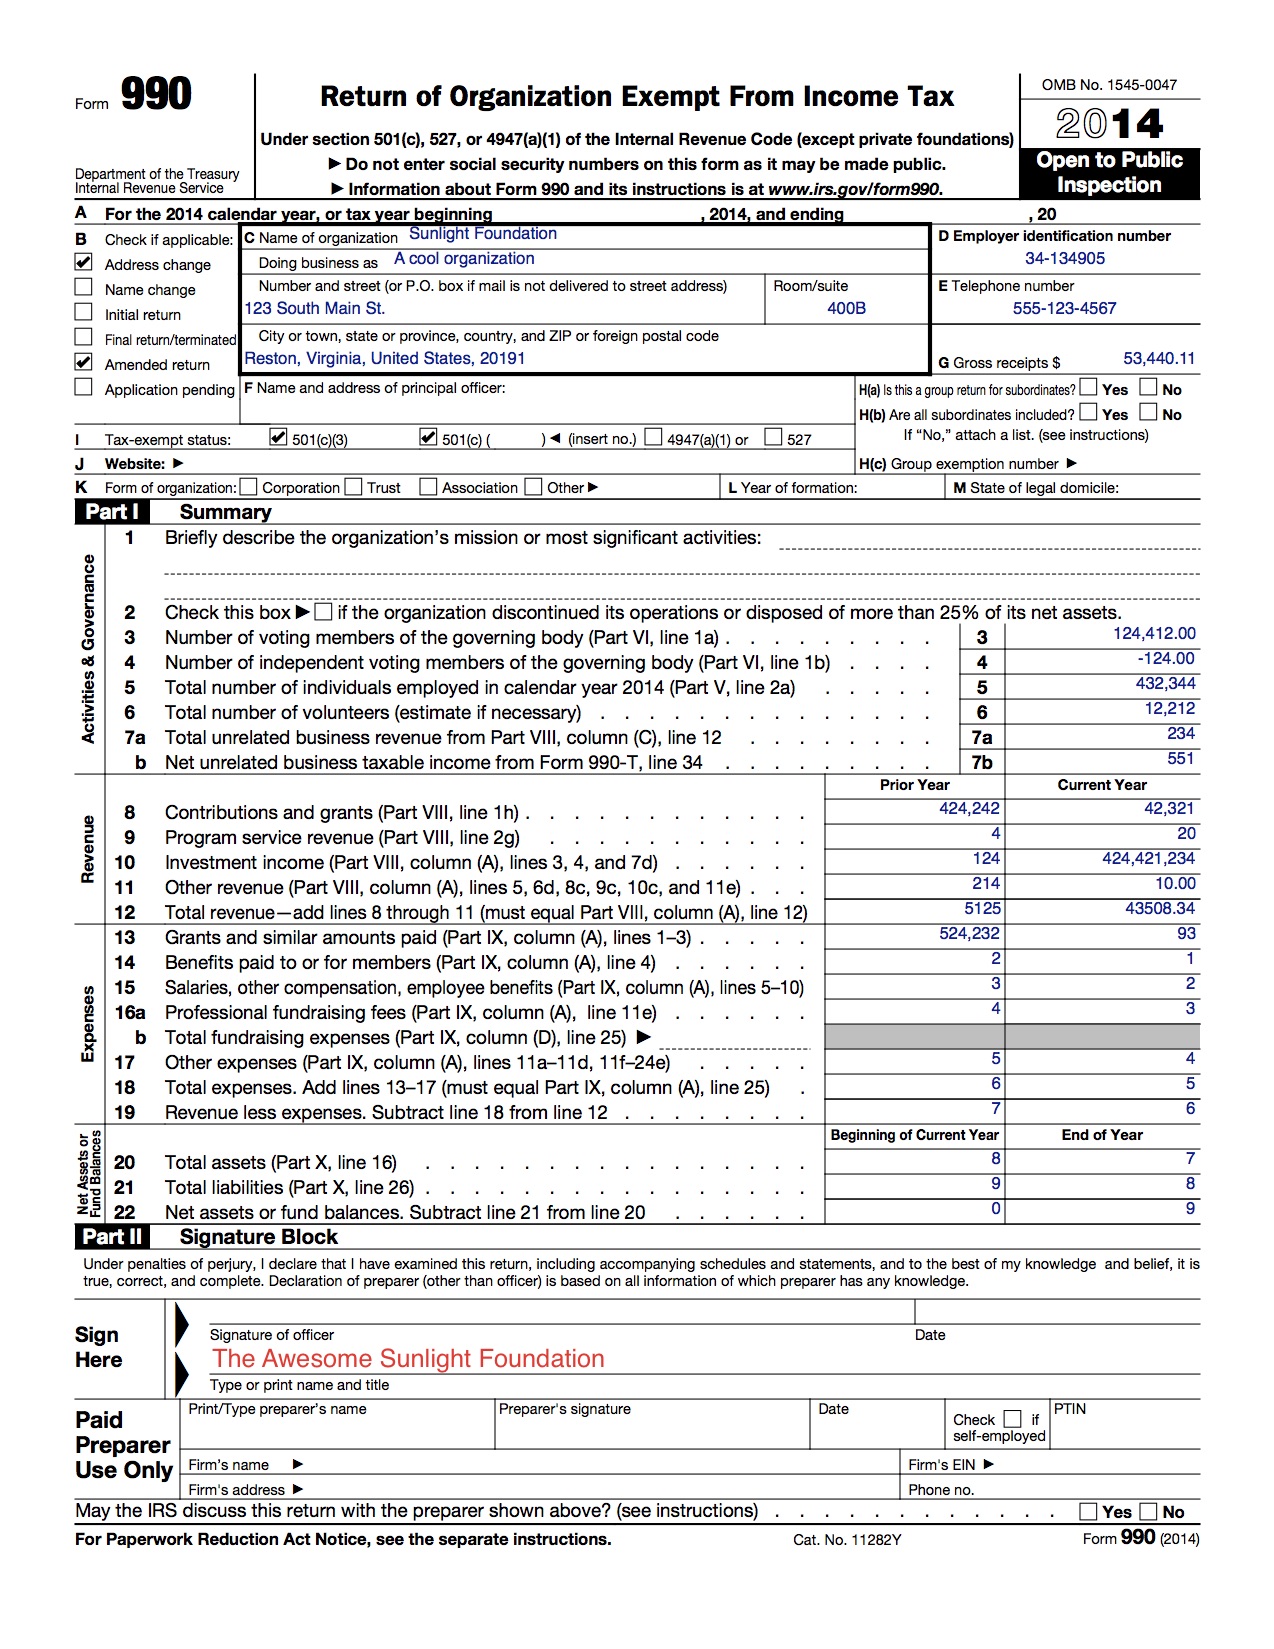 Form 990
Department of the Treasury
Internal Revenue Service
Return of Organization Exempt From Income Tax
Under section 501(c), 527, or 4947(a)(1) of the Internal Revenue Code (except private foundations)
▶ Do not enter social security numbers on this form as it may be made public.
▶ Information about Form 990 and its instructions is at www.irs.gov/form990.
OMB No. 1545-0047
2014
Open to Public
Inspection
A For the 2014 calendar year, or tax year beginning , 2014, and ending , 20
B Check if applicable:
Address change
Name change
Initial return
Final return/terminated
Amended return
Application pending
C Name of organization Sunlight Foundation
Doing business as A cool organization
Number and street (or P.O. box if mail is not delivered to street address) Room/suite
123 South Main St. 400B
City or town, state or province, country, and ZIP or foreign postal code
Reston, Virginia, United States, 20191
D Employer identification number
34-134905
E Telephone number
555-123-4567
G Gross receipts $ 53,440.11
F Name and address of principal officer:
H(a) Is this a group return for subordinates? Yes No
H(b) Are all subordinates included? Yes No
If “No,” attach a list. (see instructions)
H(c) Group exemption number ▶
I Tax-exempt status: 501(c)(3) 501(c) ( ) ◀ (insert no.) 4947(a)(1) or 527
J Website: ▶
K Form of organization: Corporation Trust Association Other ▶ L Year of formation: M State of legal domicile:
Part I Summary
Activities & Governance
1 Briefly describe the organization’s mission or most significant activities:
2 Check this box ▶ if the organization discontinued its operations or disposed of more than 25% of its net assets.
3 Number of voting members of the governing body (Part VI, line 1a) . . . . . . . . . 3 124,412.00
4 Number of independent voting members of the governing body (Part VI, line 1b) . . . . 4 -124.00
5 Total number of individuals employed in calendar year 2014 (Part V, line 2a) . . . . . 5 432,344
6 Total number of volunteers (estimate if necessary) . . . . . . . . . . . . . . 6 12,212
7a Total unrelated business revenue from Part VIII, column (C), line 12 . . . . . . . . 7a 234
b Net unrelated business taxable income from Form 990-T, line 34 . . . . . . . . . 7b 551
Prior Year Current Year
Revenue
8 Contributions and grants (Part VIII, line 1h) . . . . . . . . . . . . 424,242 42,321
9 Program service revenue (Part VIII, line 2g) . . . . . . . . . . . 4 20
10 Investment income (Part VIII, column (A), lines 3, 4, and 7d) . . . . . . 124 424,421,234
11 Other revenue (Part VIII, column (A), lines 5, 6d, 8c, 9c, 10c, and 11e) . . . 214 10.00
12 Total revenue—add lines 8 through 11 (must equal Part VIII, column (A), line 12) 5125 43508.34
Expenses
13 Grants and similar amounts paid (Part IX, column (A), lines 1–3) . . . . . 524,232 93
14 Benefits paid to or for members (Part IX, column (A), line 4) . . . . . . 2 1
15 Salaries, other compensation, employee benefits (Part IX, column (A), lines 5–10) 3 2
16a Professional fundraising fees (Part IX, column (A), line 11e) . . . . . . 4 3
b Total fundraising expenses (Part IX, column (D), line 25) ▶
17 Other expenses (Part IX, column (A), lines 11a–11d, 11f–24e) . . . . . 5 4
18 Total expenses. Add lines 13–17 (must equal Part IX, column (A), line 25) . 6 5
19 Revenue less expenses. Subtract line 18 from line 12 . . . . . . . . 7 6
Beginning of Current Year End of Year
Net Assets or
Fund Balances
20 Total assets (Part X, line 16) . . . . . . . . . . . . . . . . 8 7
21 Total liabilities (Part X, line 26) . . . . . . . . . . . . . . . . 9 8
22 Net assets or fund balances. Subtract line 21 from line 20 . . . . . . 0 9
Part II Signature Block
Under penalties of perjury, I declare that I have examined this return, including accompanying schedules and statements, and to the best of my knowledge and belief, it is
true, correct, and complete. Declaration of preparer (other than officer) is based on all information of which preparer has any knowledge.
Sign
Here
Signature of officer Date
The Awesome Sunlight Foundation
Type or print name and title
Paid
Preparer
Use Only
Print/Type preparer’s name Preparer's signature Date Check if self-employed PTIN
Firm’s name ▶ Firm's EIN ▶
Firm's address ▶ Phone no.
May the IRS discuss this return with the preparer shown above? (see instructions) . . . . . . . . . . . . Yes No
For Paperwork Reduction Act Notice, see the separate instructions. Cat. No. 11282Y Form 990 (2014)